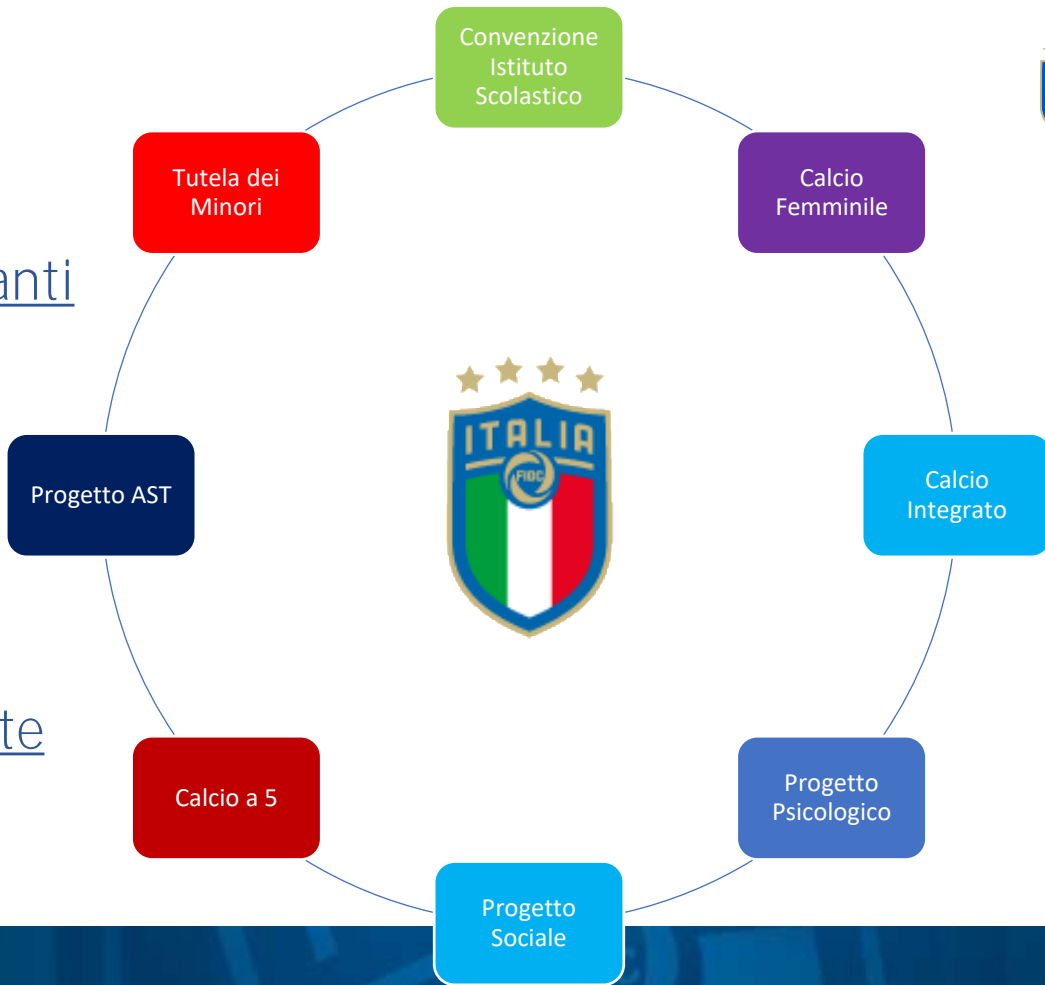 Convenzione
Istituto
Scolastico
Tutela dei
Minori
Calcio
Femminile
anti
ITALIA
FIGC
Progetto AST
Calcio
Integrato
te
Calcio a 5
Progetto
Psicologico
Progetto
Sociale